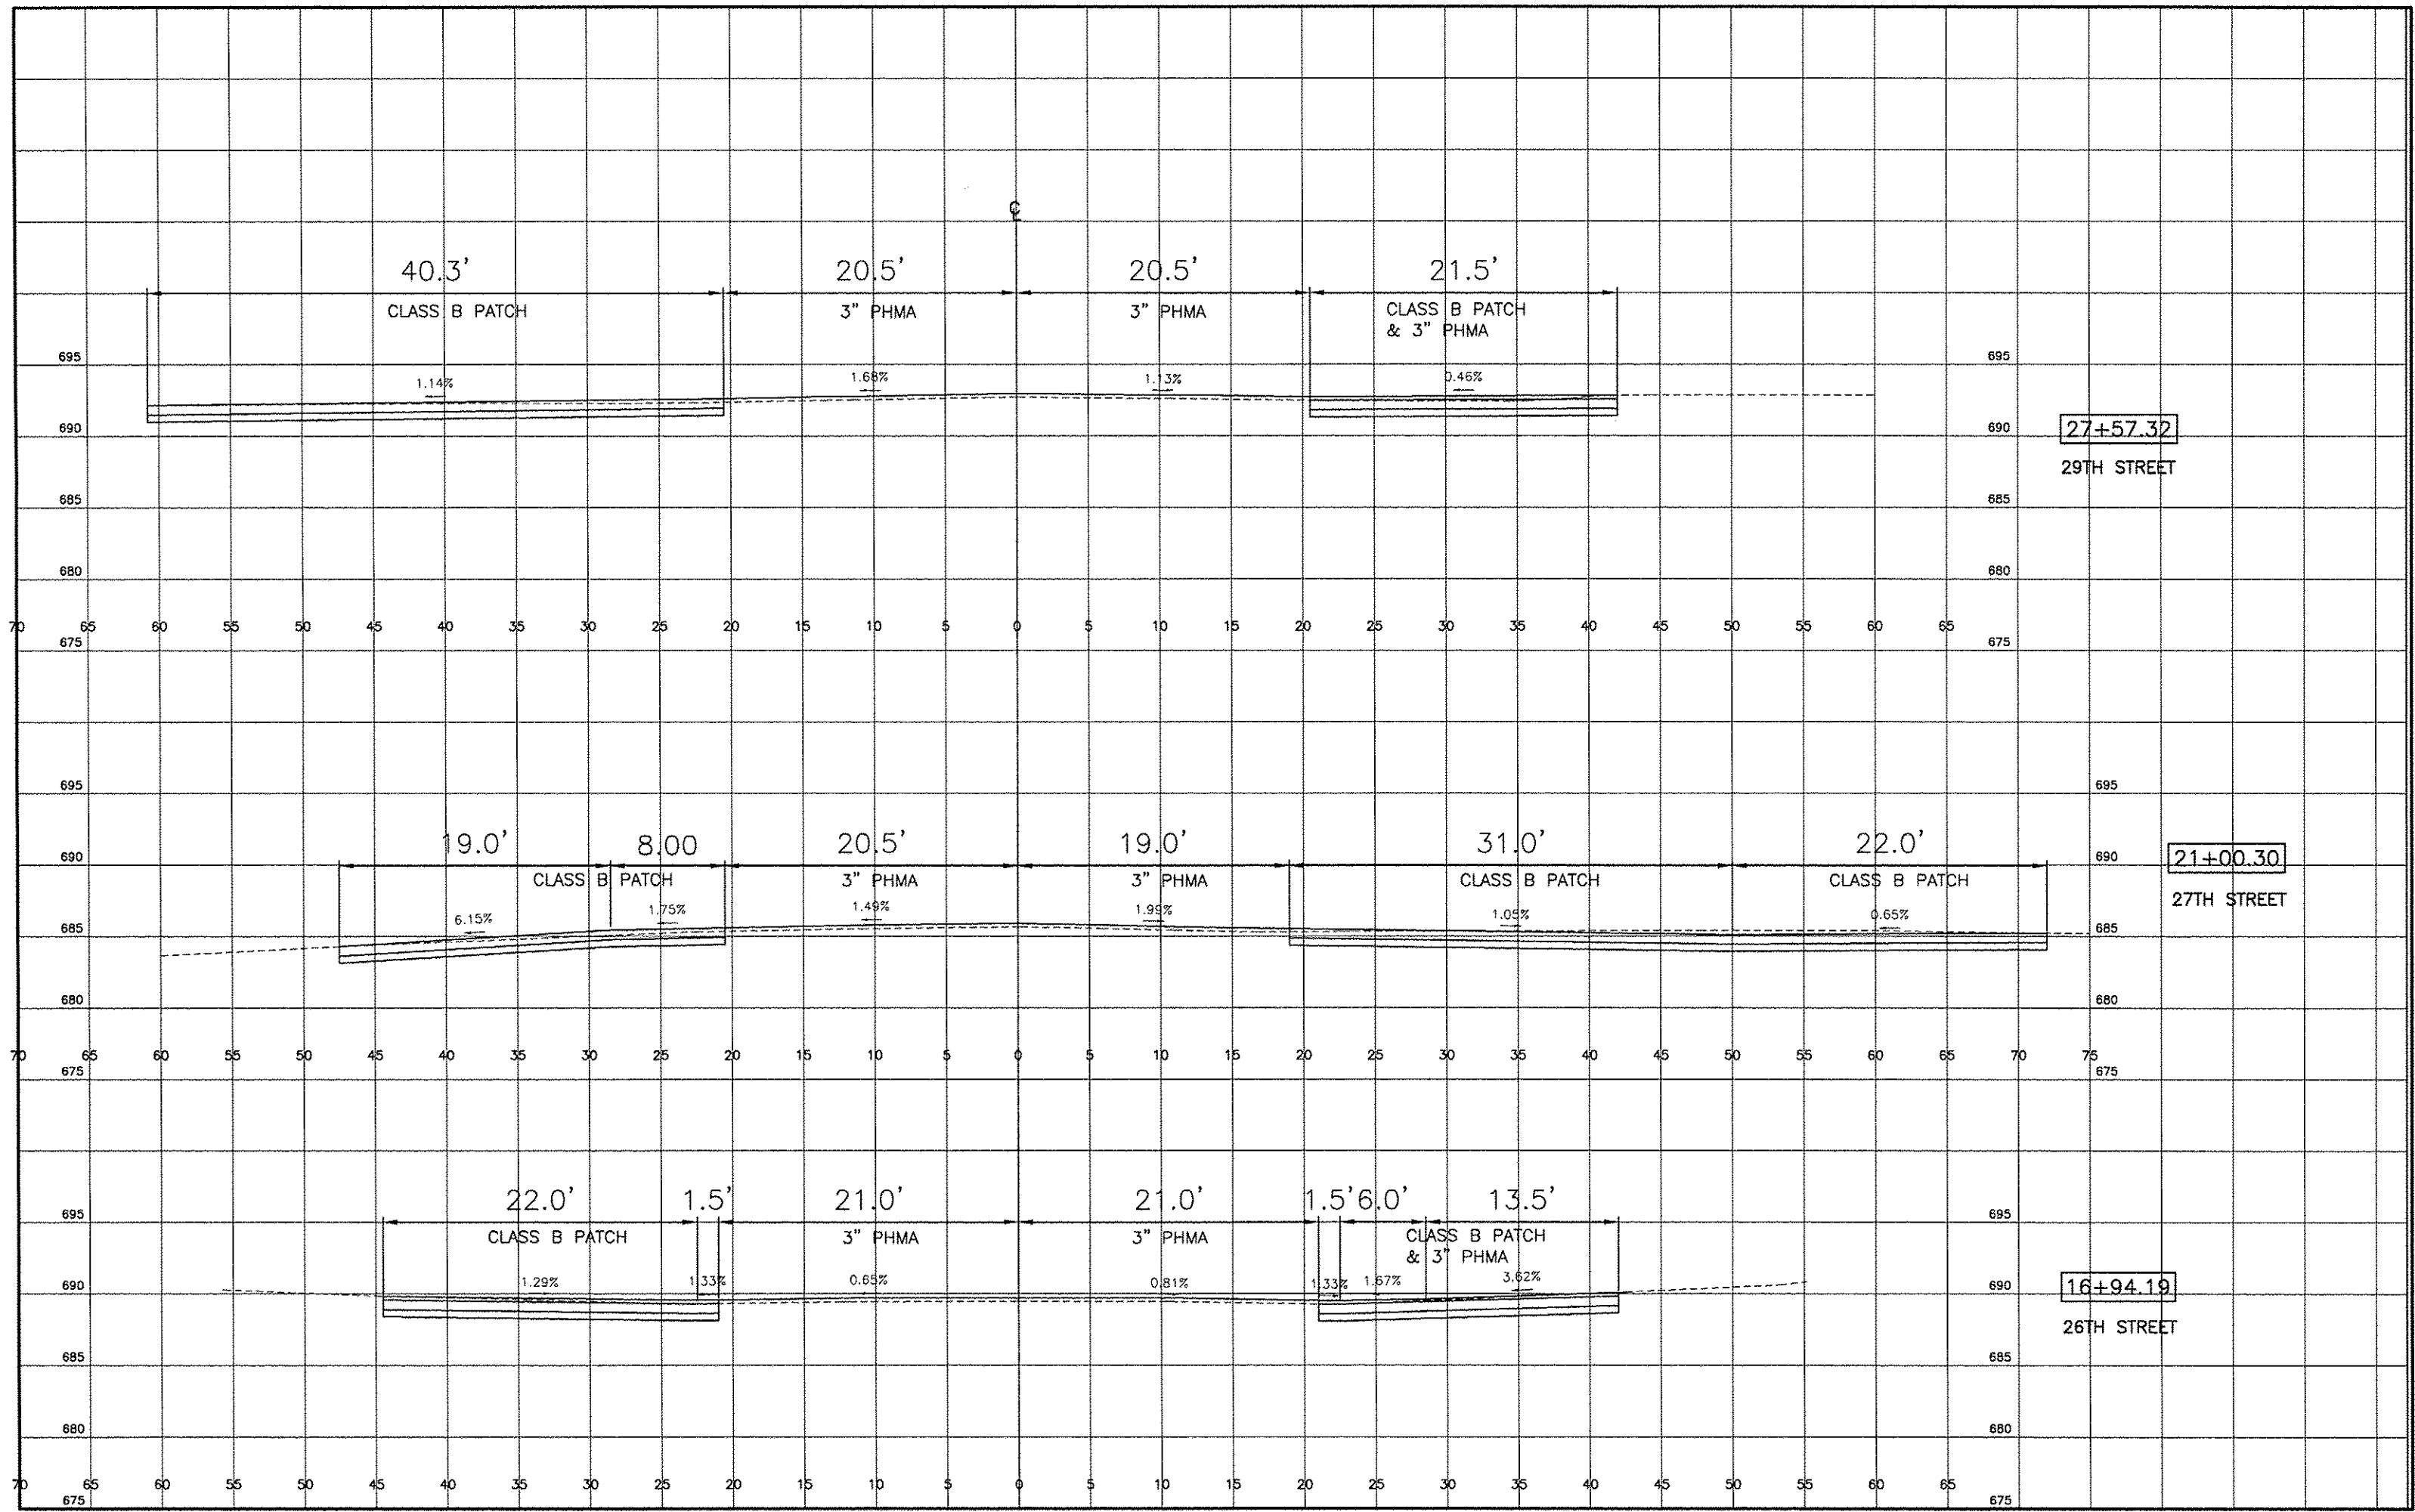 ℄
40.3' 20.5' 20.5' 21.5'
CLASS B PATCH 3" PHMA 3" PHMA CLASS B PATCH
& 3" PHMA
695 695
1.14% 1.68% 1.13% 0.46%
690 690 27+57.32
29TH STREET
685 685
680 680
70 65 60 55 50 45 40 35 30 25 20 15 10 5 0 5 10 15 20 25 30 35 40 45 50 55 60 65
675 675
695 695
19.0' 8.00 20.5' 19.0' 31.0' 22.0'
690 690 21+00.30
CLASS B PATCH 3" PHMA 3" PHMA CLASS B PATCH CLASS B PATCH
27TH STREET
6.15% 1.75% 1.49% 1.99% 1.05% 0.65%
685 685
680 680
70 65 60 55 50 45 40 35 30 25 20 15 10 5 0 5 10 15 20 25 30 35 40 45 50 55 60 65 70 75
675 675
22.0' 1.5' 21.0' 21.0' 1.5' 6.0' 13.5'
695 695
CLASS B PATCH 3" PHMA 3" PHMA CLASS B PATCH
& 3" PHMA
690 1.29% 1.33% 0.65% 0.81% 1.33% 1.67% 3.62% 690 16+94.19
26TH STREET
685 685
680 680
70 65 60 55 50 45 40 35 30 25 20 15 10 5 0 5 10 15 20 25 30 35 40 45 50 55 60 65
675 675